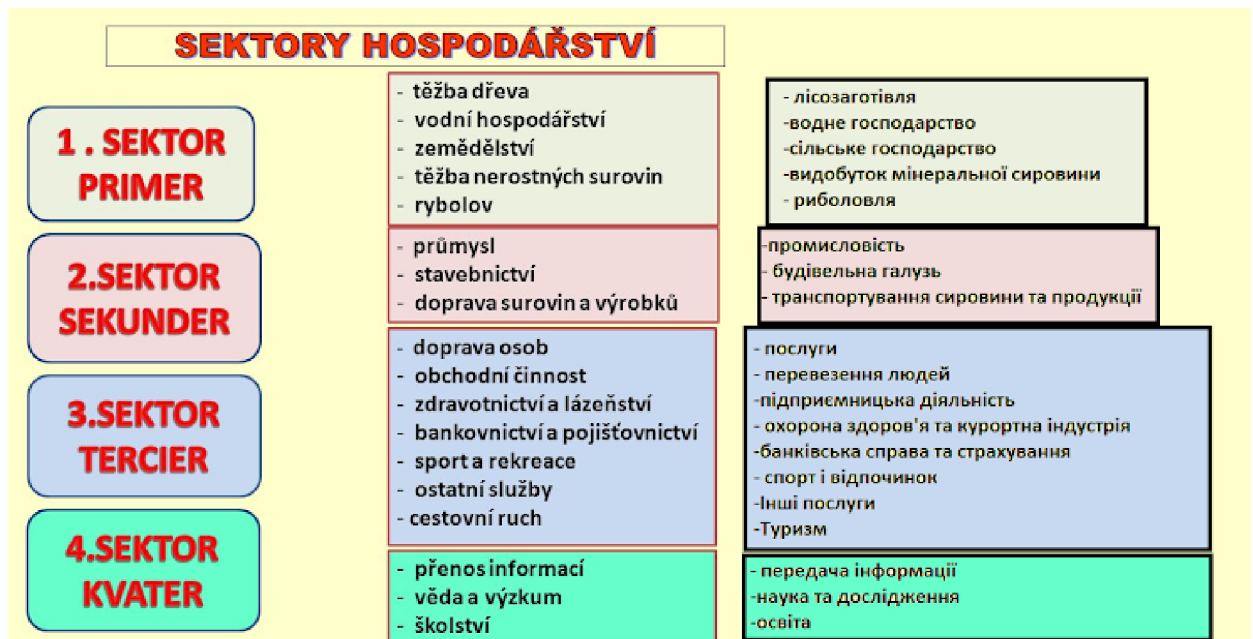 SEKTORY HOSPODÁŘSTVÍ
1 . SEKTOR
PRIMER
- těžba dřeva
- vodní hospodářství
- zemědělství
- těžba nerostných surovin
- rybolov
- лісозаготівля
-водне господарство
-сільське господарство
-видобуток мінеральної сировини
- риболовля
2.SEKTOR
SEKUNDER
- průmysl
- stavebnictví
- doprava surovin a výrobků
-промисловість
- будівельна галузь
- транспортування сировини та продукції
3.SEKTOR
TERCIER
- doprava osob
- obchodní činnost
- zdravotnictví a lázeňství
- bankovnictví a pojišťovnictví
- sport a rekreace
- ostatní služby
- cestovní ruch
- послуги
- перевезення людей
-підприємницька діяльність
- охорона здоров'я та курортна індустрія
-банківська справа та страхування
- спорт і відпочинок
-Інші послуги
-Туризм
4.SEKTOR
KVATER
- přenos informací
- věda a výzkum
- školství
- передача інформації
-наука та дослідження
-освіта